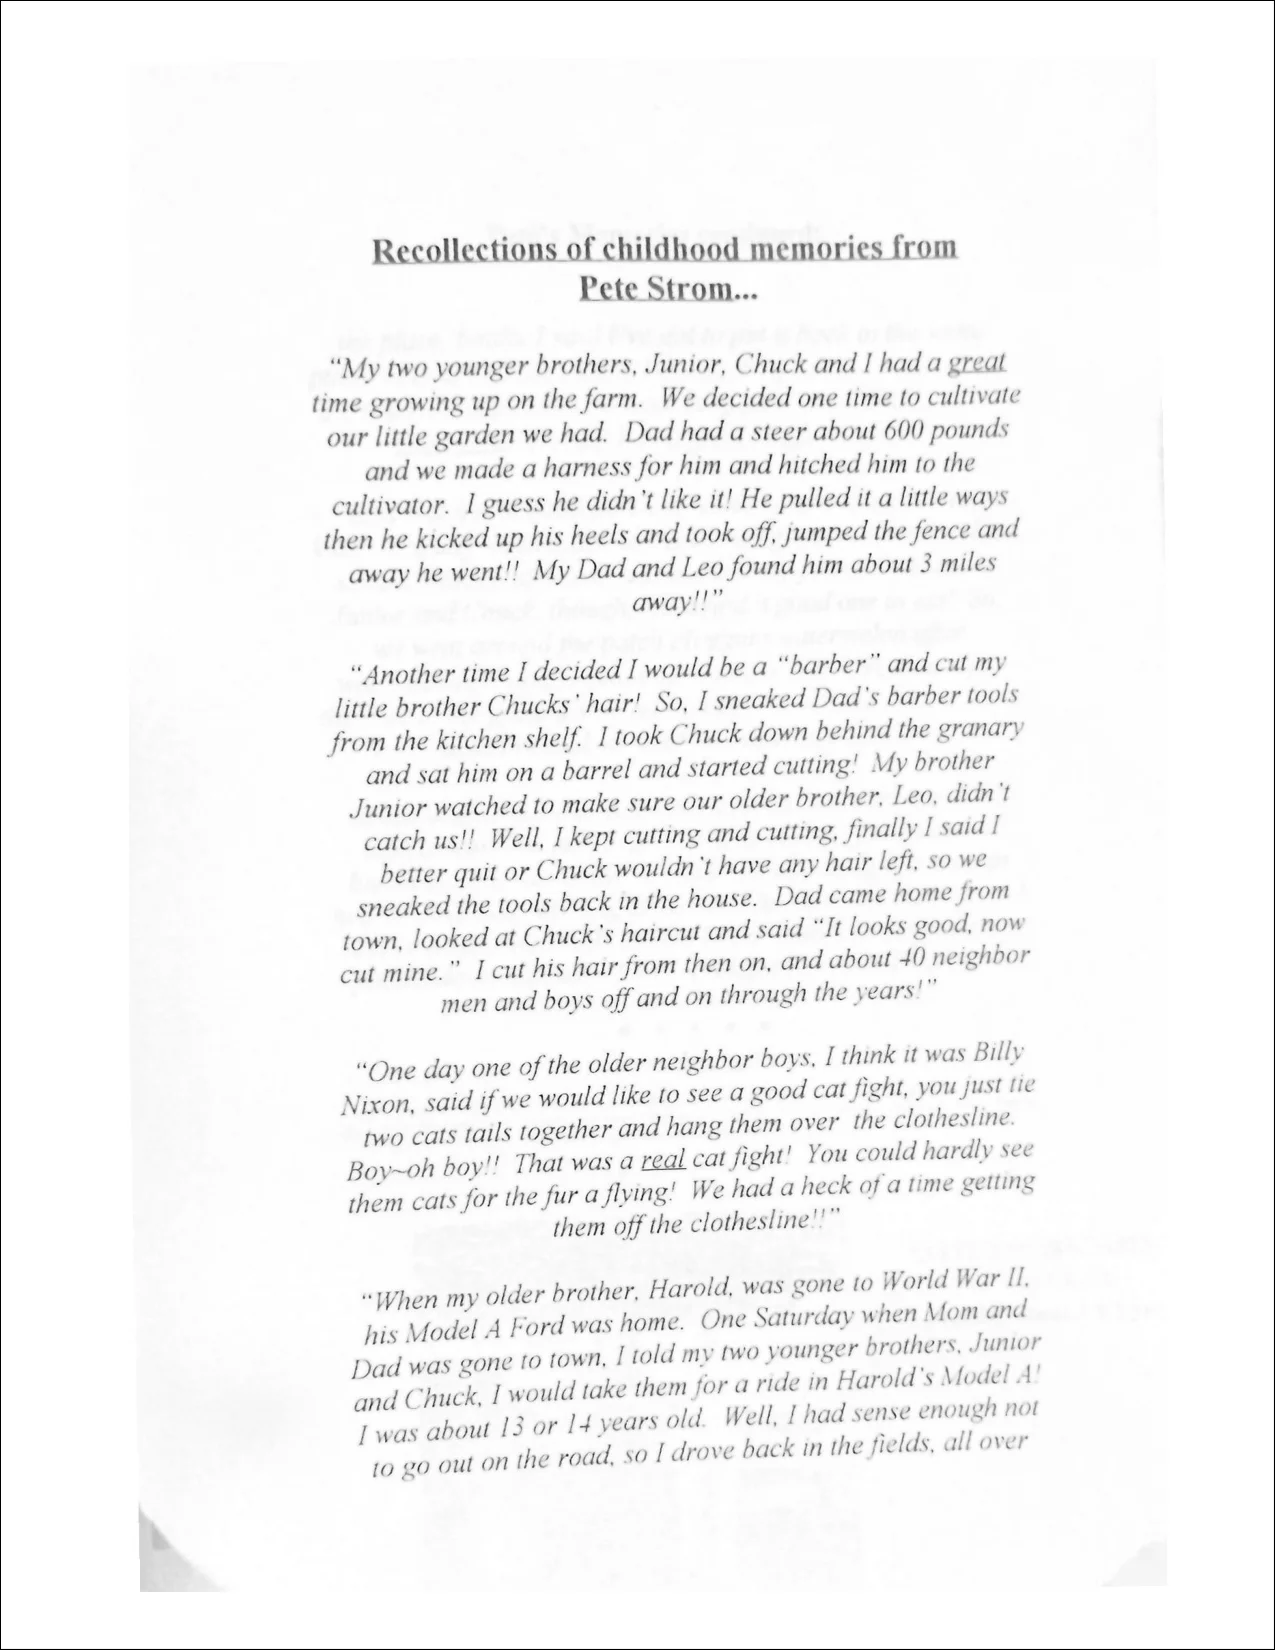 Recollections of childhood memories from
Pete Strom...
“My two younger brothers, Junior, Chuck and I had a great
time growing up on the farm.  We decided one time to cultivate
our little garden we had.  Dad had a steer about 600 pounds
and we made a harness for him and hitched him to the
cultivator.  I guess he didn’t like it! He pulled it a little ways
then he kicked up his heels and took off, jumped the fence and
away he went!!  My Dad and Leo found him about 3 miles
away!!”
“Another time I decided I would be a “barber” and cut my
little brother Chucks’ hair!  So, I sneaked Dad’s barber tools
from the kitchen shelf.  I took Chuck down behind the granary
and sat him on a barrel and started cutting!  My brother
Junior watched to make sure our older brother, Leo, didn’t
catch us!!  Well, I kept cutting and cutting, finally I said I
better quit or Chuck wouldn’t have any hair left, so we
sneaked the tools back in the house.  Dad came home from
town, looked at Chuck’s haircut and said “It looks good, now
cut mine.”  I cut his hair from then on, and about 40 neighbor
men and boys off and on through the years!”
“One day one of the older neighbor boys, I think it was Billy
Nixon, said if we would like to see a good cat fight, you just tie
two cats tails together and hang them over  the clothesline.
Boy~oh boy!!  That was a real cat fight!  You could hardly see
them cats for the fur a flying!  We had a heck of a time getting
them off the clothesline!!”
“When my older brother, Harold, was gone to World War II,
his Model A Ford was home.  One Saturday when Mom and
Dad was gone to town, I told my two younger brothers, Junior
and Chuck, I would take them for a ride in Harold’s Model A!
I was about 13 or 14 years old.  Well, I had sense enough not
to go out on the road, so I drove back in the fields, all over